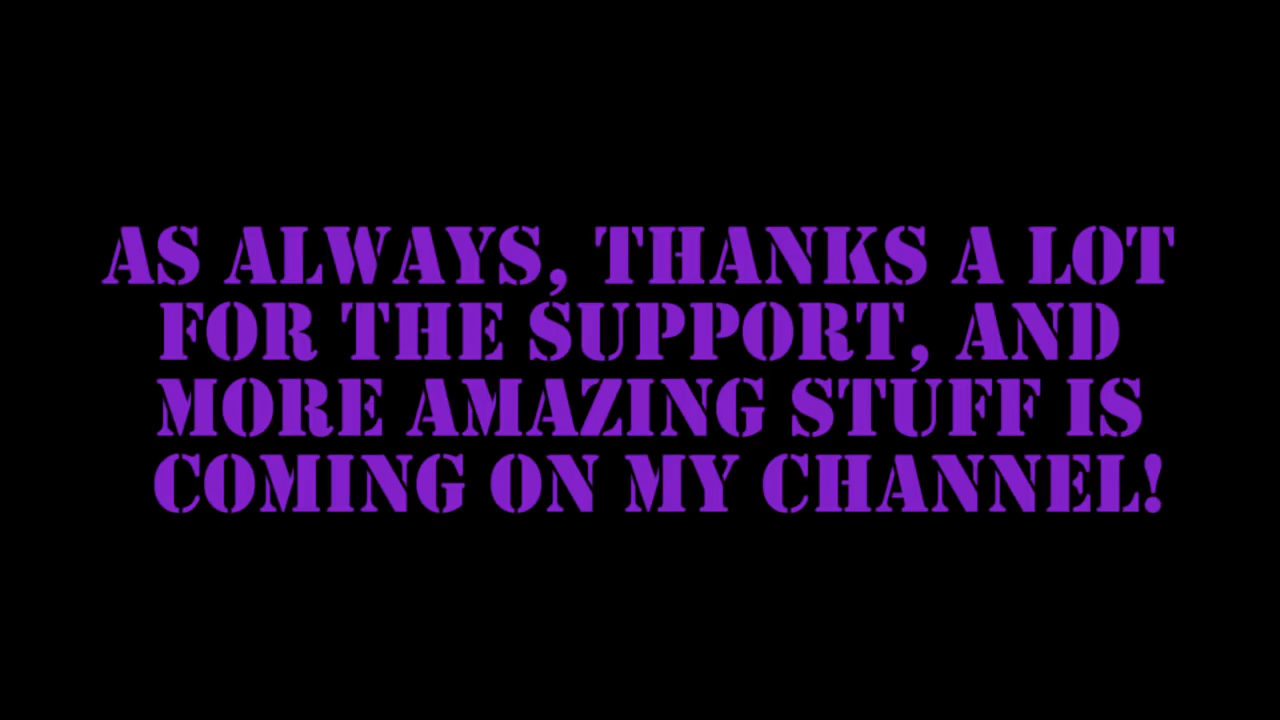 AS ALWAYS, THANKS A LOT
FOR THE SUPPORT, AND
MORE AMAZING STUFF IS
COMING ON MY CHANNEL!